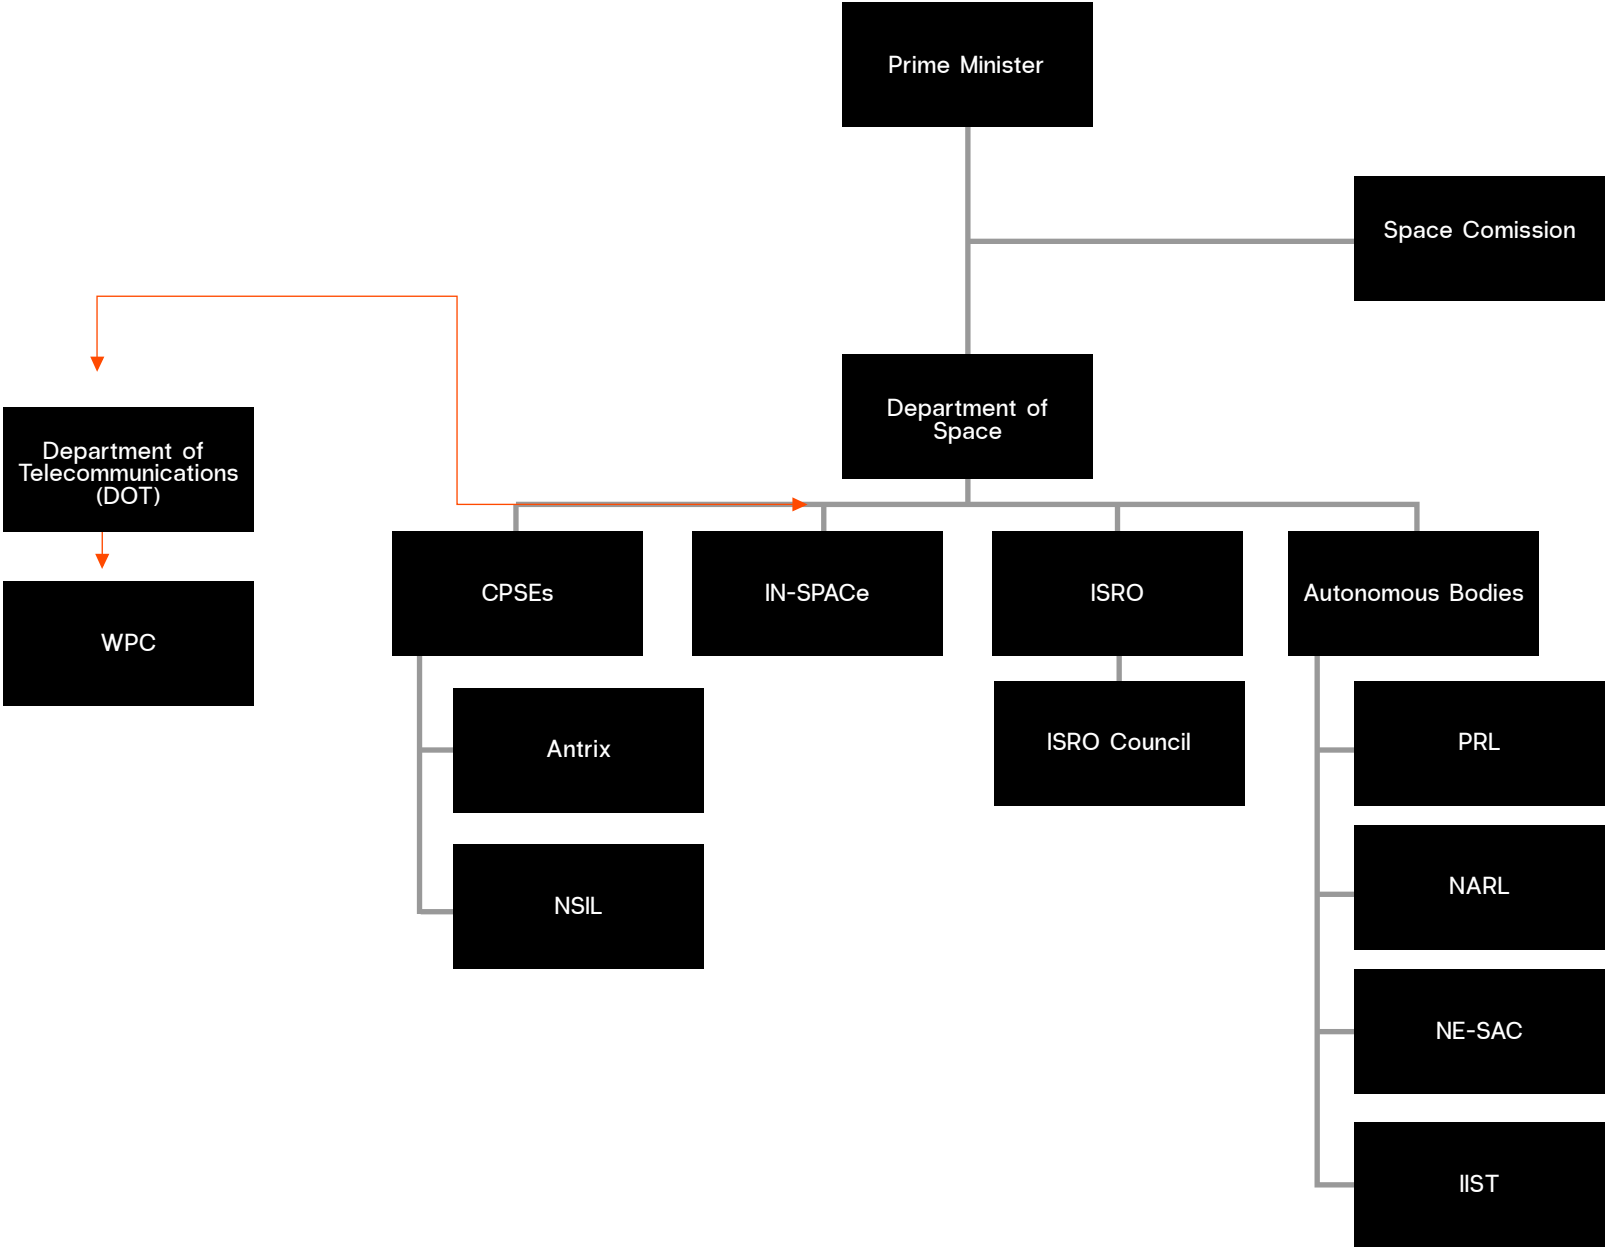 Prime Minister
Space Comission
Department of
Space
Department of
Telecommunications
(DOT)
CPSEs
IN-SPACe
ISRO
Autonomous Bodies
WPC
Antrix
ISRO Council
PRL
NSIL
NARL
NE-SAC
IIST